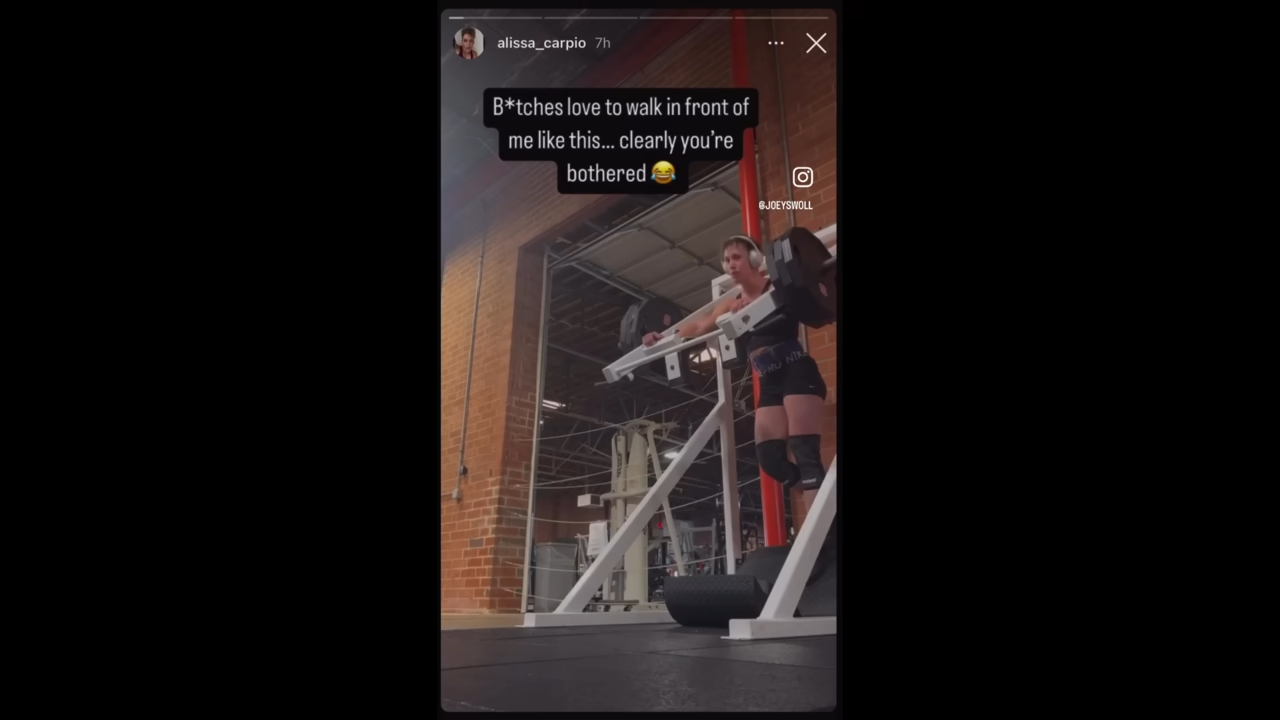 alissa_carpio 7h
B*tches love to walk in front of
me like this... clearly you're
bothered 😂
@JOEYSWOLL